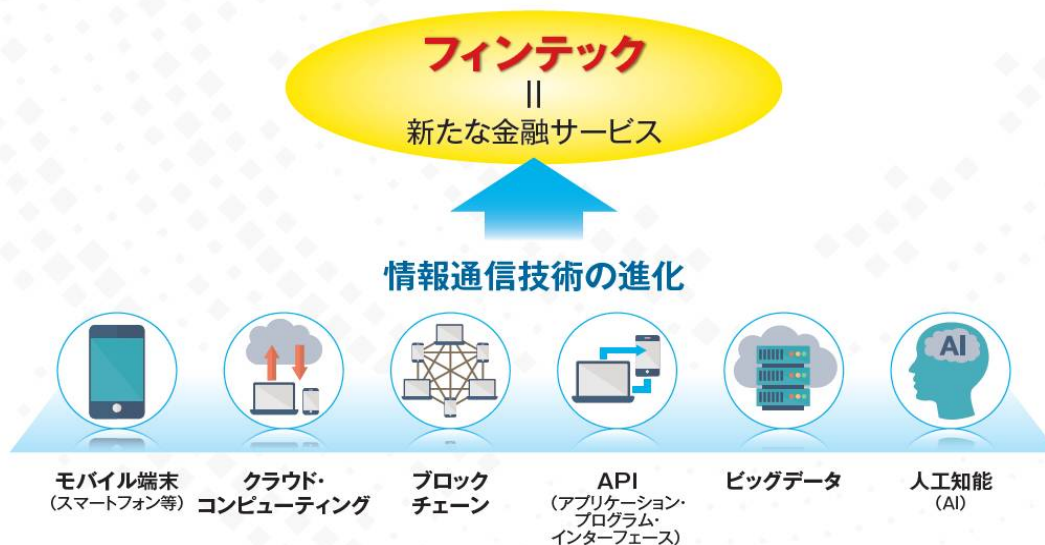 フィンテック
=
新たな金融サービス
情報通信技術の進化
AI
モバイル端末
(スマートフォン等)
クラウド・
コンピューティング
ブロック
チェーン
API
(アプリケーション・
プログラム・
インターフェース)
ビッグデータ
人工知能
(AI)